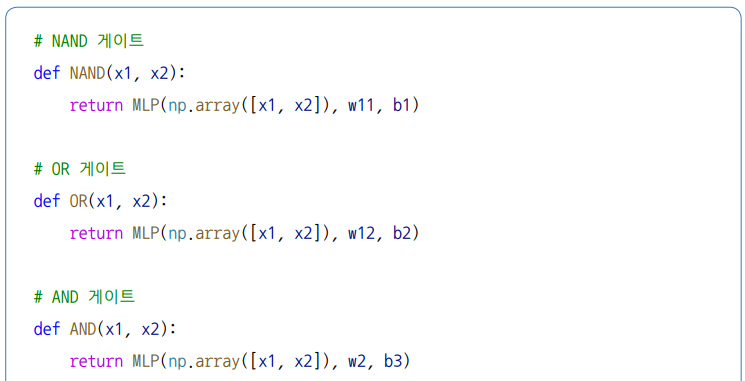 # NAND 게이트
def NAND(x1, x2):
    return MLP(np.array([x1, x2]), w11, b1)
# OR 게이트
def OR(x1, x2):
    return MLP(np.array([x1, x2]), w12, b2)
# AND 게이트
def AND(x1, x2):
    return MLP(np.array([x1, x2]), w2, b3)